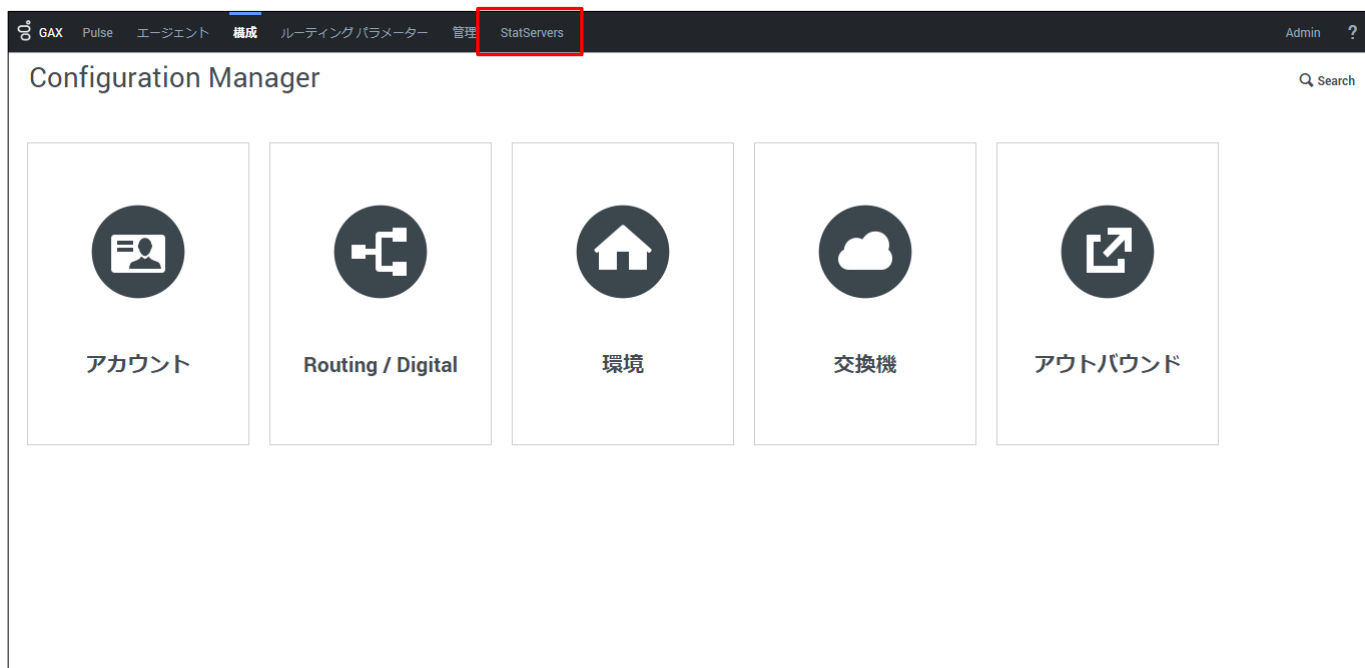 GAX Pulse エージェント 構成 ルーティング パラメーター 管理 StatServers Admin ?
Configuration Manager
Search
アカウント Routing / Digital 環境 交換機 アウトバウンド